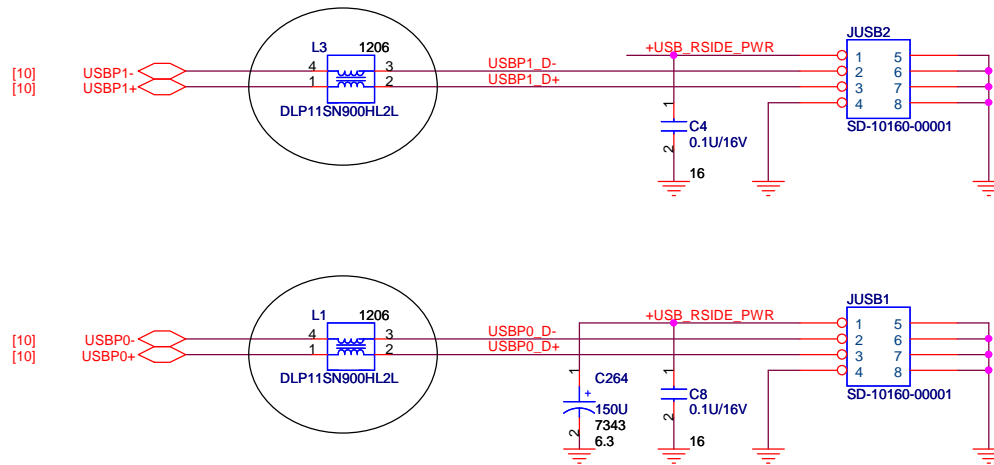 JUSB2
L3 1206
+USB_RSIDE_PWR
1 5
[10] USBP1- 4 3 USBP1_D- 2 6
[10] USBP1+ 1 2 USBP1_D+ 3 7
4 8
DLP11SN900HL2L
1
C4
0.1U/16V
2
16
SD-10160-00001
JUSB1
L1 1206
+USB_RSIDE_PWR
1 5
[10] USBP0- 4 3 USBP0_D- 2 6
[10] USBP0+ 1 2 USBP0_D+ 3 7
4 8
DLP11SN900HL2L
1
C264
+
150U
7343
6.3
2
1
C8
0.1U/16V
2
16
SD-10160-00001